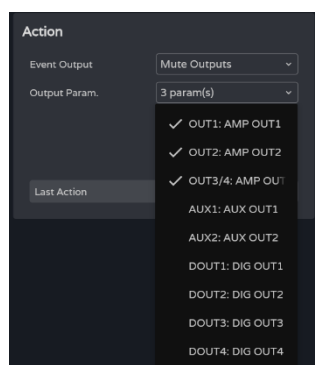 Action
Event Output Mute Outputs
Output Param. 3 param(s)
OUT1: AMP OUT1
OUT2: AMP OUT2
OUT3/4: AMP OUT
Last Action
AUX1: AUX OUT1
AUX2: AUX OUT2
DOUT1: DIG OUT1
DOUT2: DIG OUT2
DOUT3: DIG OUT3
DOUT4: DIG OUT4